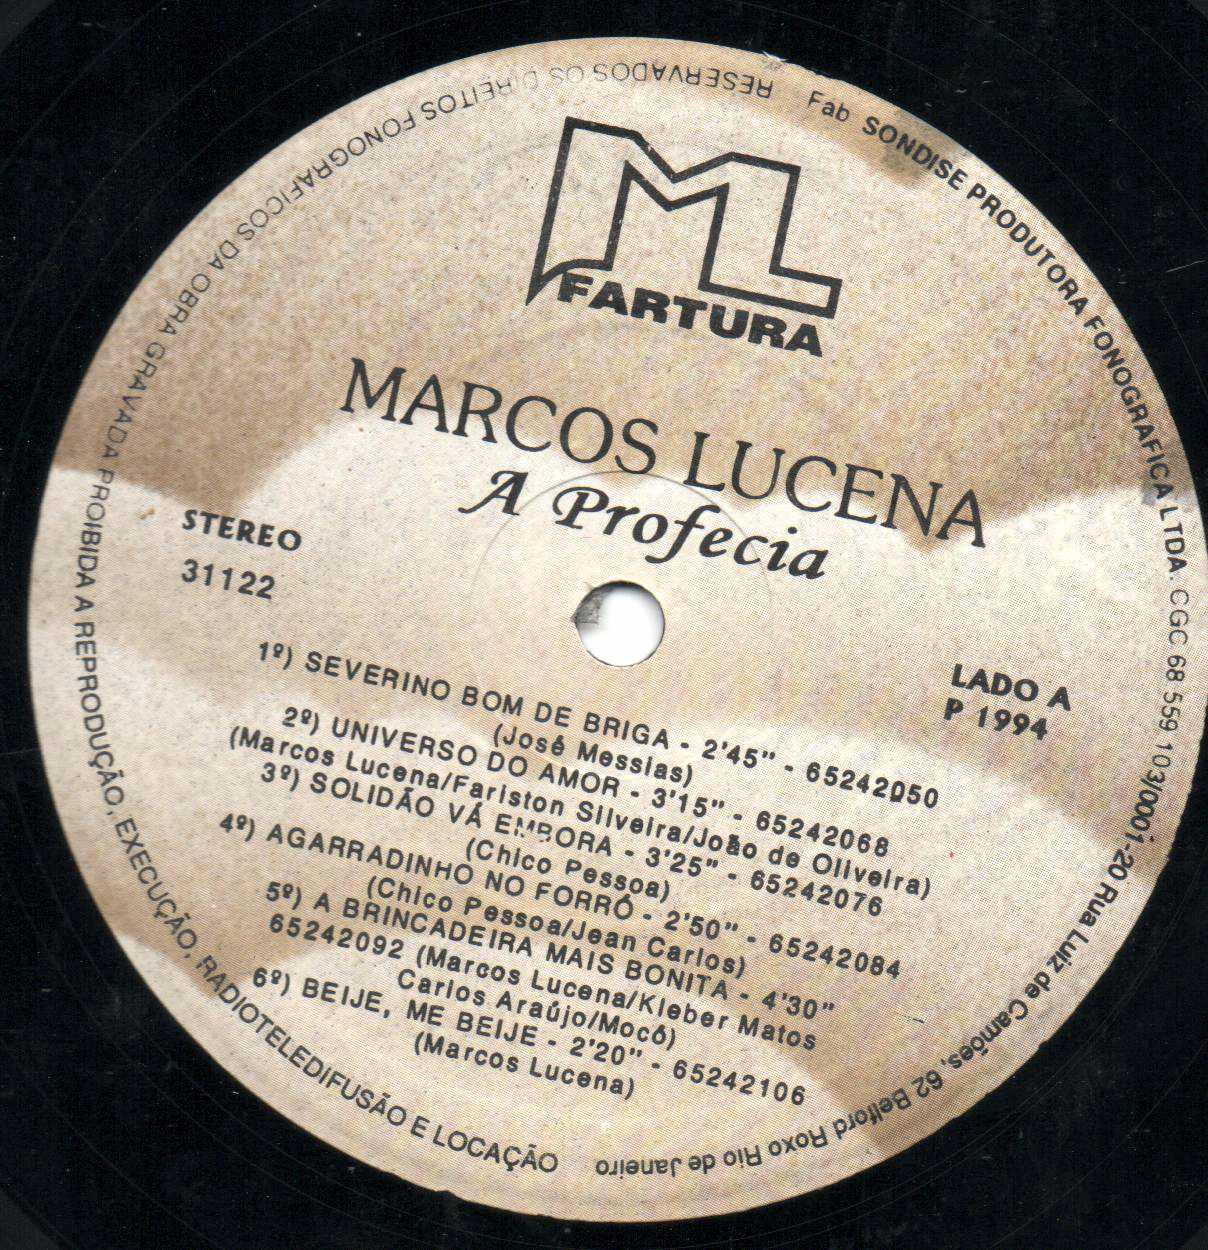 ML
FARTURA
MARCOS LUCENA
A Profecia
STEREO
31122
LADO A
P 1994
1º) SEVERINO BOM DE BRIGA - 2'45" - 65242050
(José Messias)
2º) UNIVERSO DO AMOR - 3'15" - 65242068
(Marcos Lucena/Fariston Silveira/João de Oliveira)
3º) SOLIDÃO VÁ EMBORA - 3'25" - 65242076
(Chico Pessoa)
4º) AGARRADINHO NO FORRÔ - 2'50" - 65242084
(Chico Pessoa/Jean Carlos)
5º) A BRINCADEIRA MAIS BONITA - 4'30"
65242092 (Marcos Lucena/Kleber Matos
Carlos Araújo/Mocô)
6º) BEIJE, ME BEIJE - 2'20" - 65242106
(Marcos Lucena)
Fab SONDISE PRODUTORA FONOGRAFICA LTDA. CGC 68 559 103/0001-20 Rua Luiz de Camões, 62 Belford Roxo Rio de Janeiro
RESERVADOS OS DIREITOS FONOGRAFICOS DA OBRA GRAVADA PROIBIDA A REPRODUÇÃO, EXECUÇÃO, RADIOTELEDIFUSÃO E LOCAÇÃO